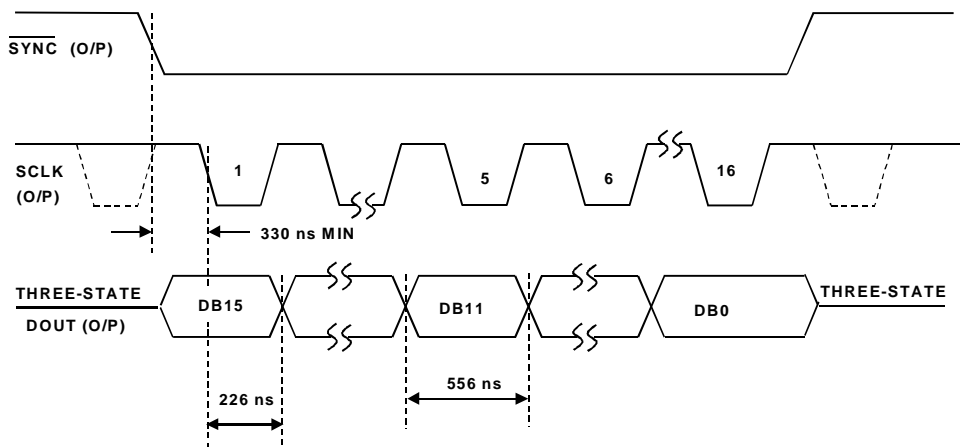 SYNC (O/P)
SCLK
(O/P)
1
5
6
16
330 ns MIN
THREE-STATE
DOUT (O/P)
DB15
DB11
DB0
THREE-STATE
226 ns
556 ns